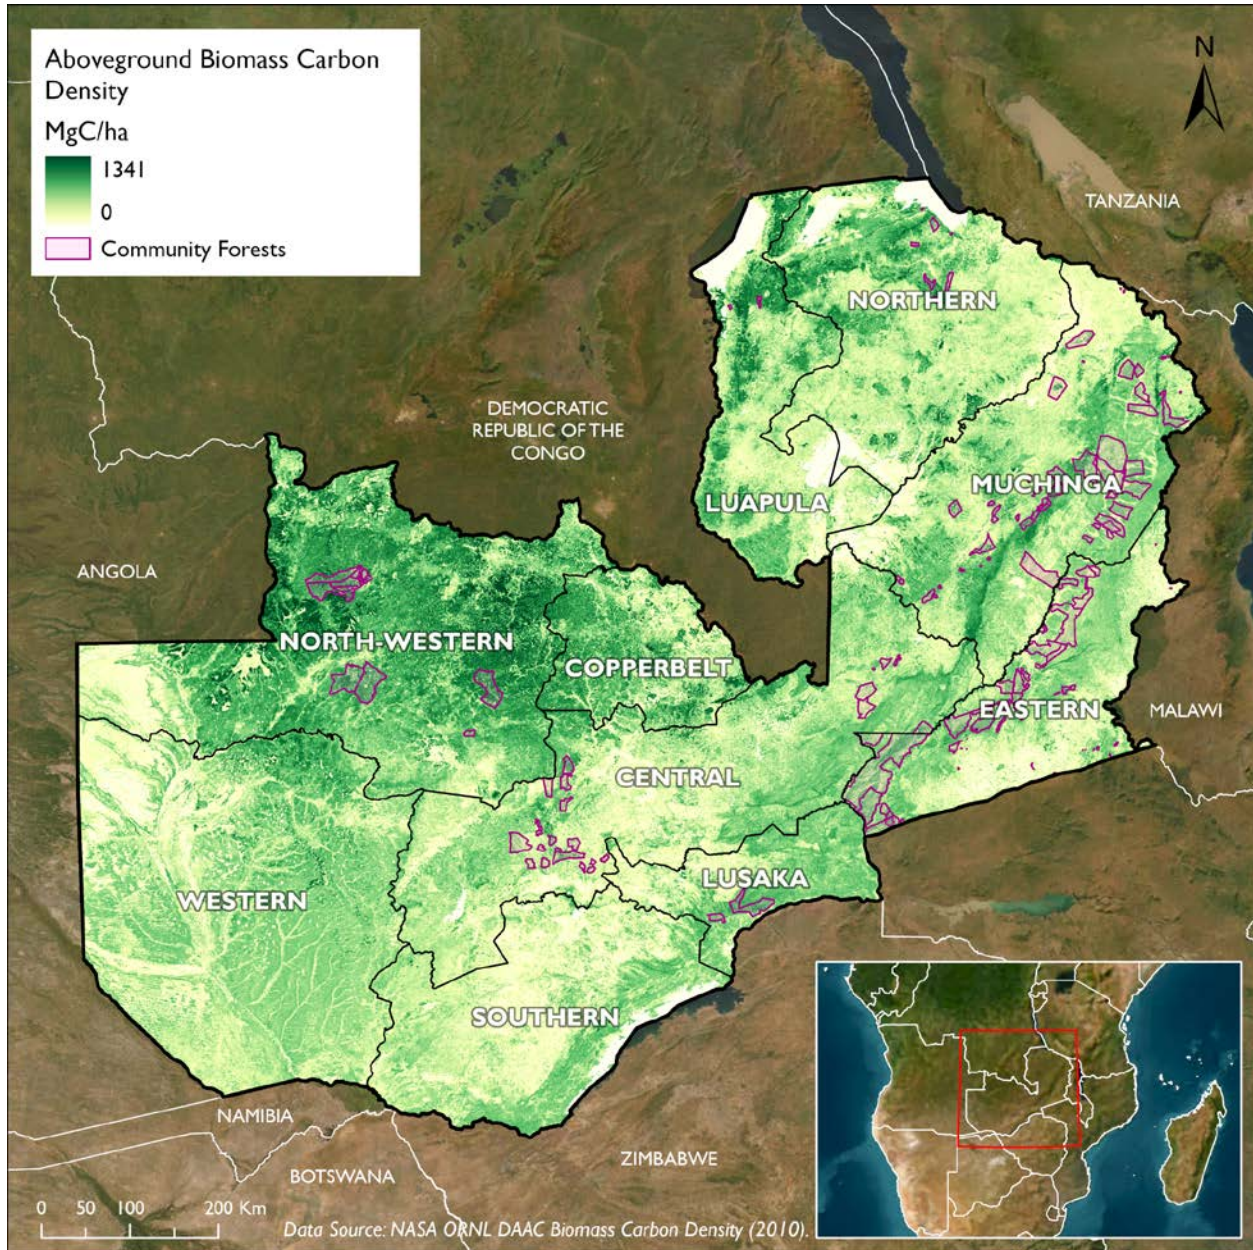 Aboveground Biomass Carbon
Density
MgC/ha
1341
0
Community Forests
N
TANZANIA
NORTHERN
DEMOCRATIC
REPUBLIC OF THE
CONGO
MUCHINGA
LUAPULA
ANGOLA
NORTH-WESTERN
COPPERBELT
EASTERN
MALAWI
CENTRAL
WESTERN
LUSAKA
SOUTHERN
NAMIBIA
ZIMBABWE
BOTSWANA
0 50 100 200 Km
Data Source: NASA ORNL DAAC Biomass Carbon Density (2010).